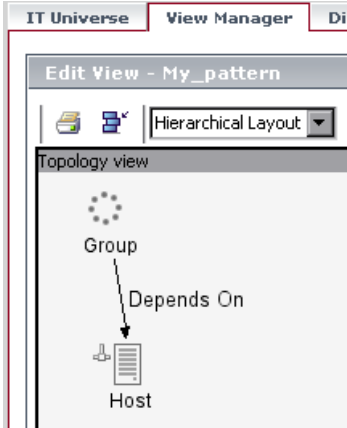 IT Universe View Manager Di
Edit View - My_pattern
Hierarchical Layout
Topology view
Group
Depends On
Host